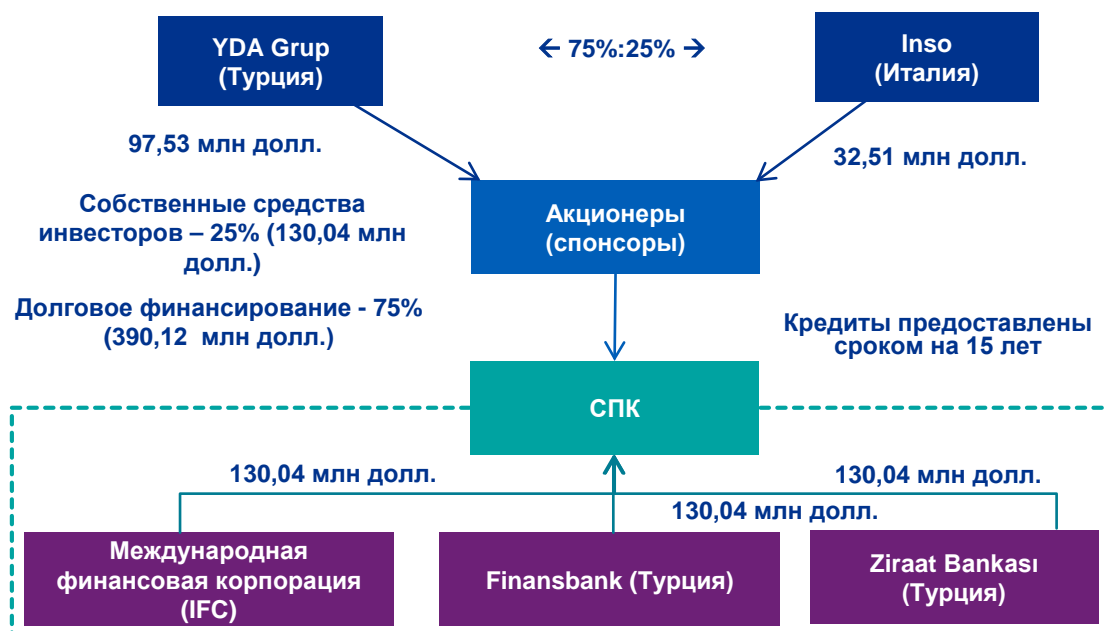 YDA Grup
(Турция)
← 75%:25% →
Inso
(Италия)
97,53 млн долл.
32,51 млн долл.
Собственные средства
инвесторов – 25% (130,04 млн
долл.)
Акционеры
(спонсоры)
Долговое финансирование - 75%
(390,12 млн долл.)
Кредиты предоставлены
сроком на 15 лет
СПК
130,04 млн долл.
130,04 млн долл.
130,04 млн долл.
Международная
финансовая корпорация
(IFC)
Finansbank (Турция)
Ziraat Bankası
(Турция)